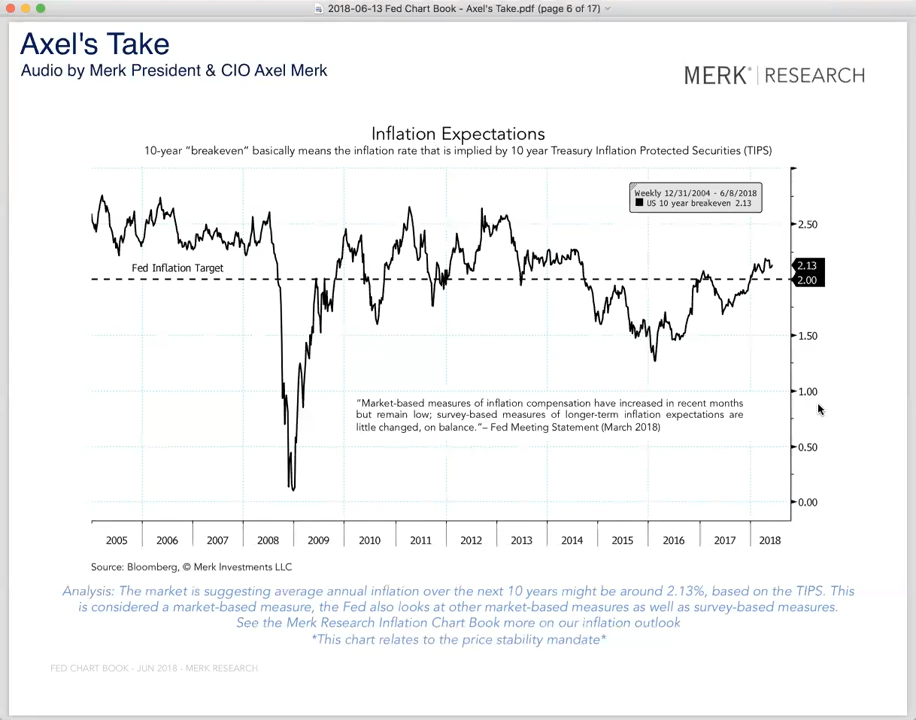 2018-06-13 Fed Chart Book - Axel's Take.pdf (page 6 of 17)
Axel's Take
Audio by Merk President & CIO Axel Merk
MERK® | RESEARCH
Inflation Expectations
10-year “breakeven” basically means the inflation rate that is implied by 10 year Treasury Inflation Protected Securities (TIPS)
Weekly 12/31/2004 - 6/8/2018
US 10 year breakeven 2.13
2.50
Fed Inflation Target
2.13
2.00
1.50
1.00
“Market-based measures of inflation compensation have increased in recent months
but remain low; survey-based measures of longer-term inflation expectations are
little changed, on balance.”– Fed Meeting Statement (March 2018)
0.50
0.00
2005 2006 2007 2008 2009 2010 2011 2012 2013 2014 2015 2016 2017 2018
Source: Bloomberg, © Merk Investments LLC
Analysis: The market is suggesting average annual inflation over the next 10 years might be around 2.13%, based on the TIPS. This
is considered a market-based measure, the Fed also looks at other market-based measures as well as survey-based measures.
See the Merk Research Inflation Chart Book more on our inflation outlook
*This chart relates to the price stability mandate*
FED CHART BOOK - JUN 2018 - MERK RESEARCH